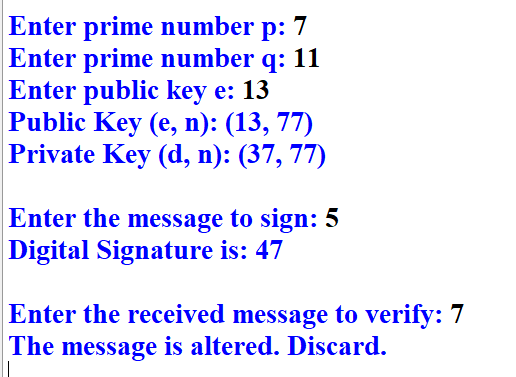 Enter prime number p: 7
Enter prime number q: 11
Enter public key e: 13
Public Key (e, n): (13, 77)
Private Key (d, n): (37, 77)
Enter the message to sign: 5
Digital Signature is: 47
Enter the received message to verify: 7
The message is altered. Discard.